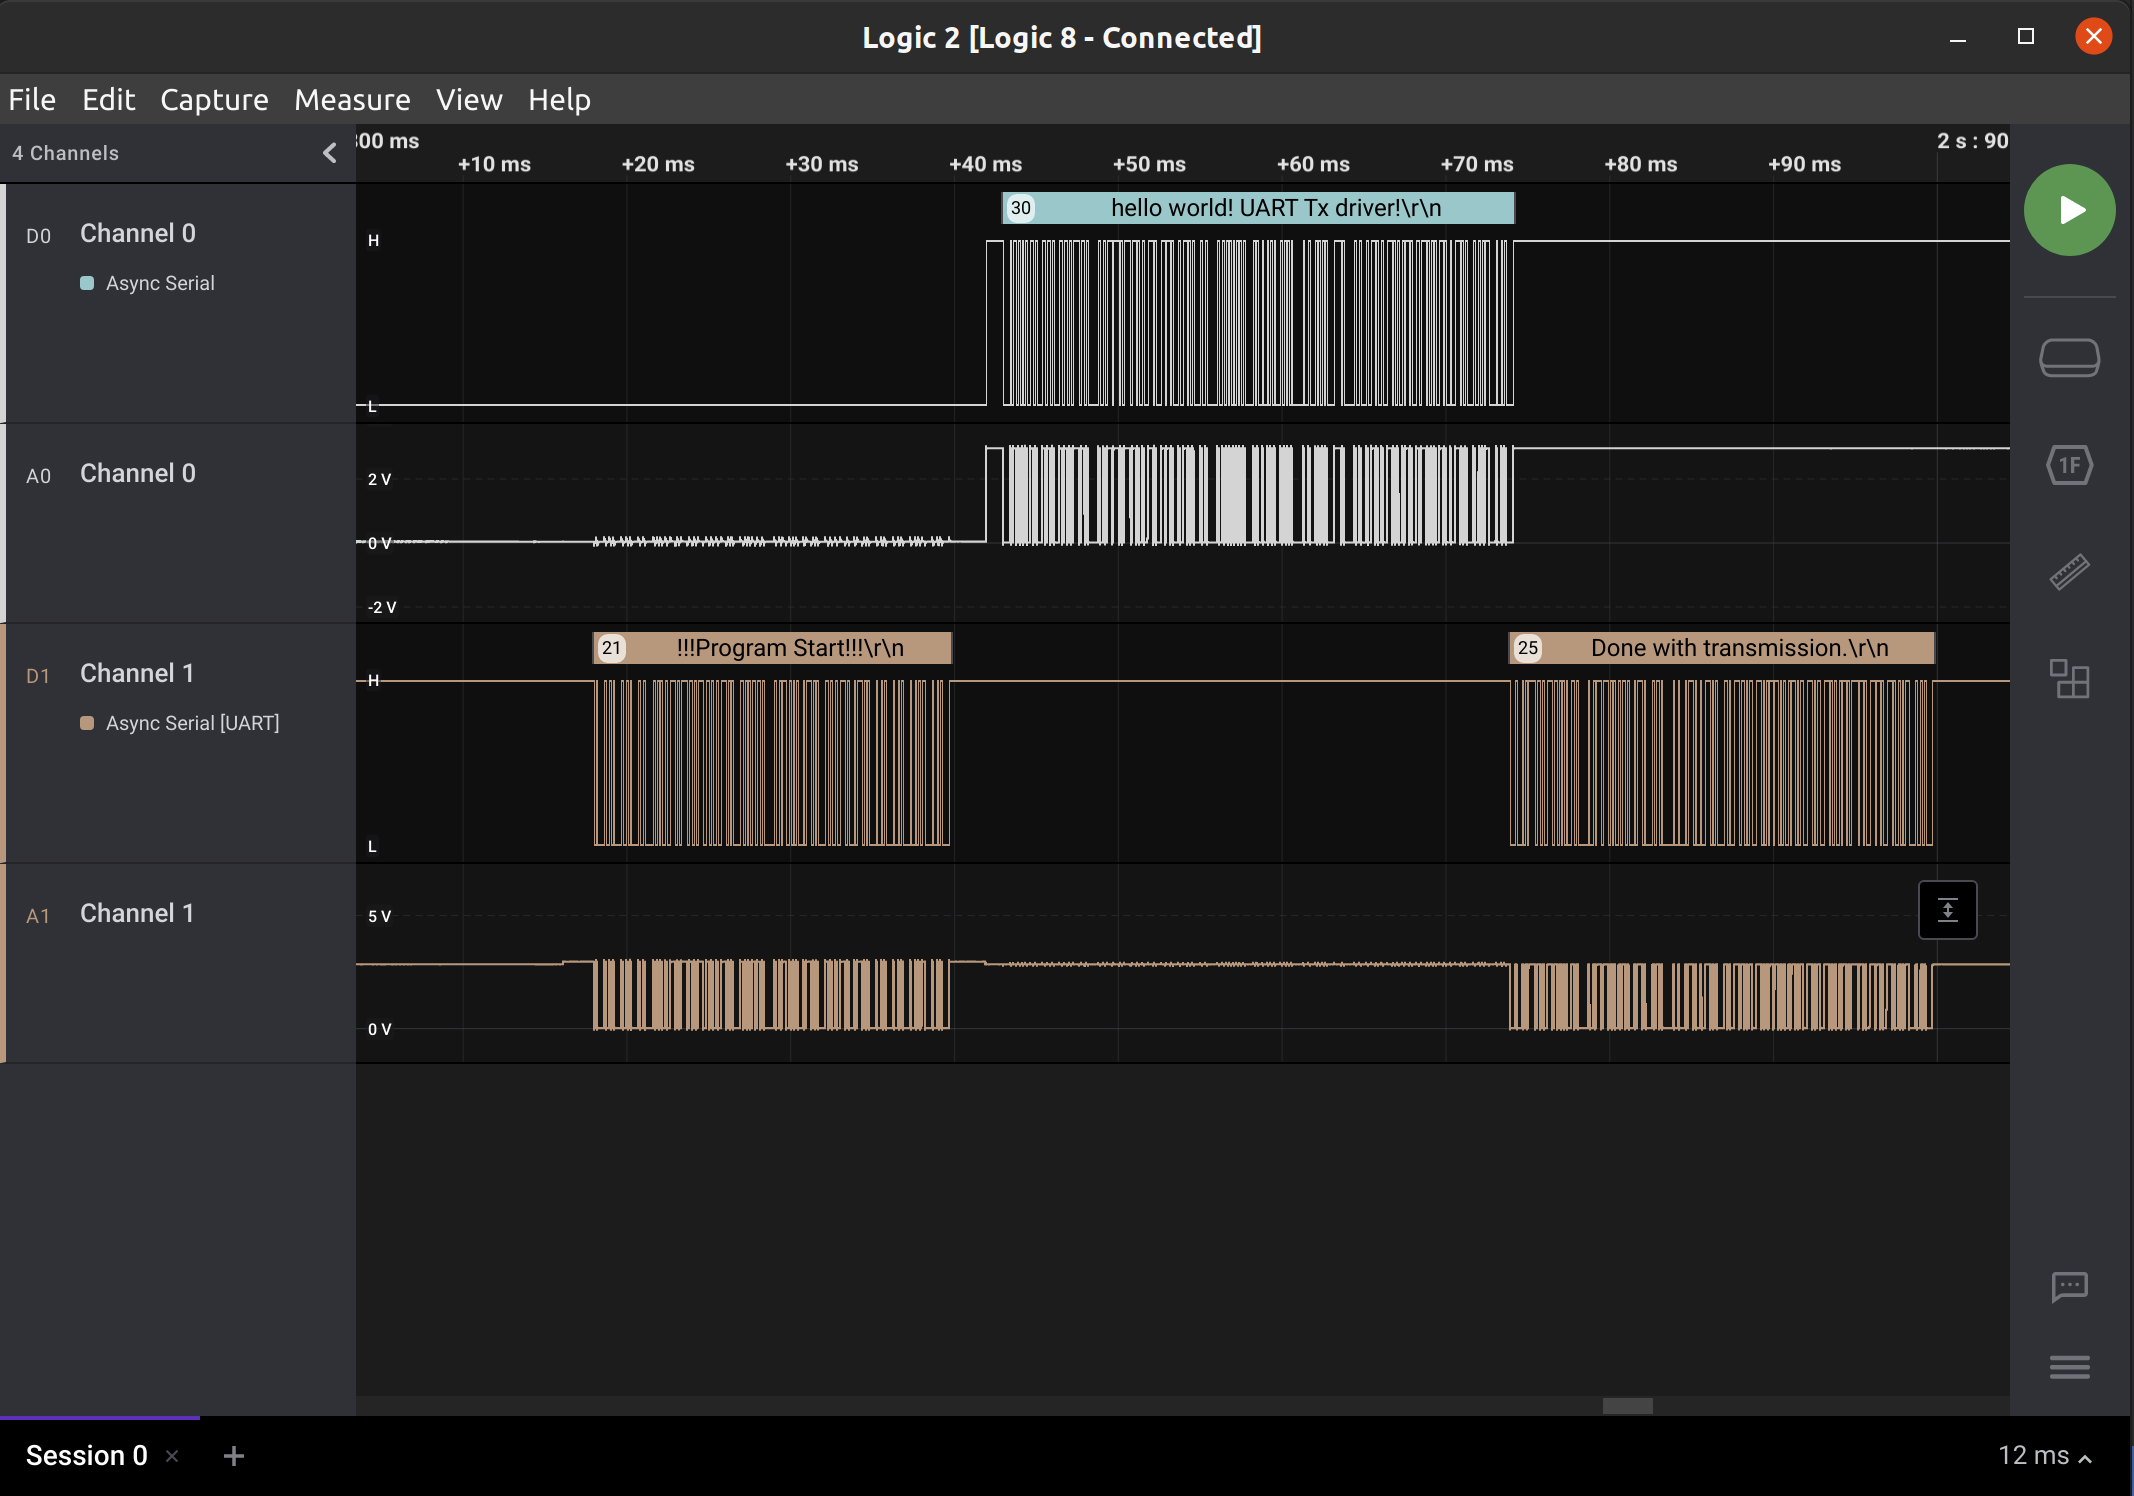 Logic 2 [Logic 8 - Connected]
File Edit Capture Measure View Help
4 Channels
00 ms
2 s : 90
+10 ms +20 ms +30 ms +40 ms +50 ms +60 ms +70 ms +80 ms +90 ms
D0 Channel 0
Async Serial
30 hello world! UART Tx driver!\r\n
H
L
A0 Channel 0
2 V
0 V
-2 V
D1 Channel 1
Async Serial [UART]
21 !!!Program Start!!!\r\n
25 Done with transmission.\r\n
H
L
A1 Channel 1
5 V
0 V
1F
Session 0
12 ms